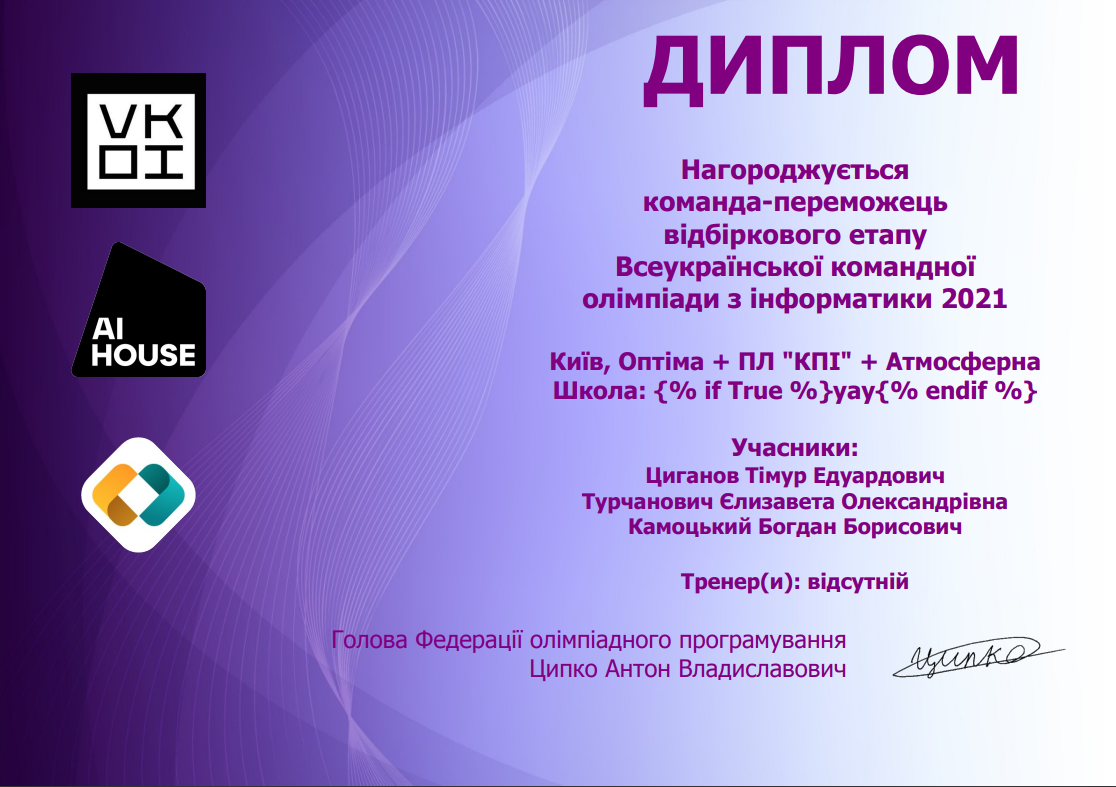 VK
OI
AI
HOUSE
ДИПЛОМ
Нагороджується
команда-переможець
відбіркового етапу
Всеукраїнської командної
олімпіади з інформатики 2021
Київ, Оптіма + ПЛ "КПІ" + Атмосферна
Школа: {% if True %}yay{% endif %}
Учасники:
Циганов Тімур Едуардович
Турчанович Єлизавета Олександрівна
Камоцький Богдан Борисович
Тренер(и): відсутній
Голова Федерації олімпіадного програмування
Ципко Антон Владиславович
Ципко